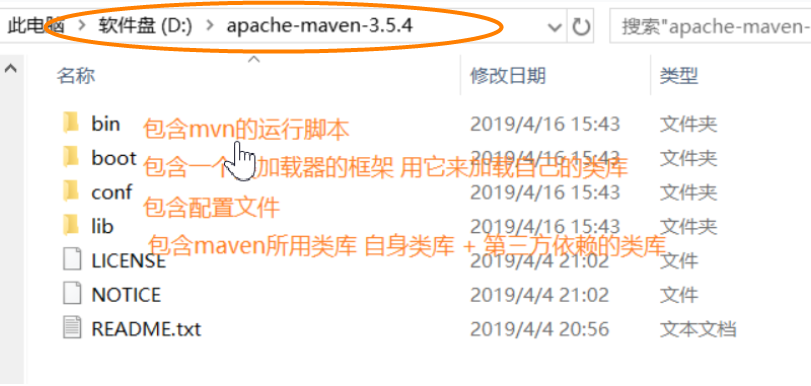 此电脑 > 软件盘 (D:) > apache-maven-3.5.4 搜索"apache-maven-
名称 修改日期 类型
bin 包含mvn的运行脚本 2019/4/16 15:43 文件夹
boot 包含一个 加载器的框架 用它来加载自己的类库 2019/4/16 15:43 文件夹
conf 包含配置文件 2019/4/16 15:43 文件夹
lib 包含maven所用类库 自身类库 + 第三方依赖的类库 2019/4/16 15:43 文件夹
LICENSE 2019/4/4 21:02 文件
NOTICE 2019/4/4 21:02 文件
README.txt 2019/4/4 20:56 文本文档